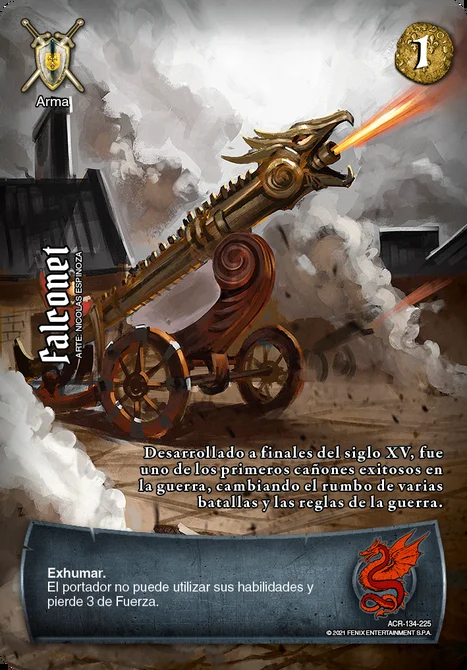 Arma
1
Falconet
ARTE: NICOLAS ESPINOZA
Desarrollado a finales del siglo XV, fue
uno de los primeros cañones exitosos en
la guerra, cambiando el rumbo de varias
batallas y las reglas de la guerra.
Exhumar.
El portador no puede utilizar sus habilidades y
pierde 3 de Fuerza.
ACR-134-225
© 2021 FENIX ENTERTAINMENT S.P.A.